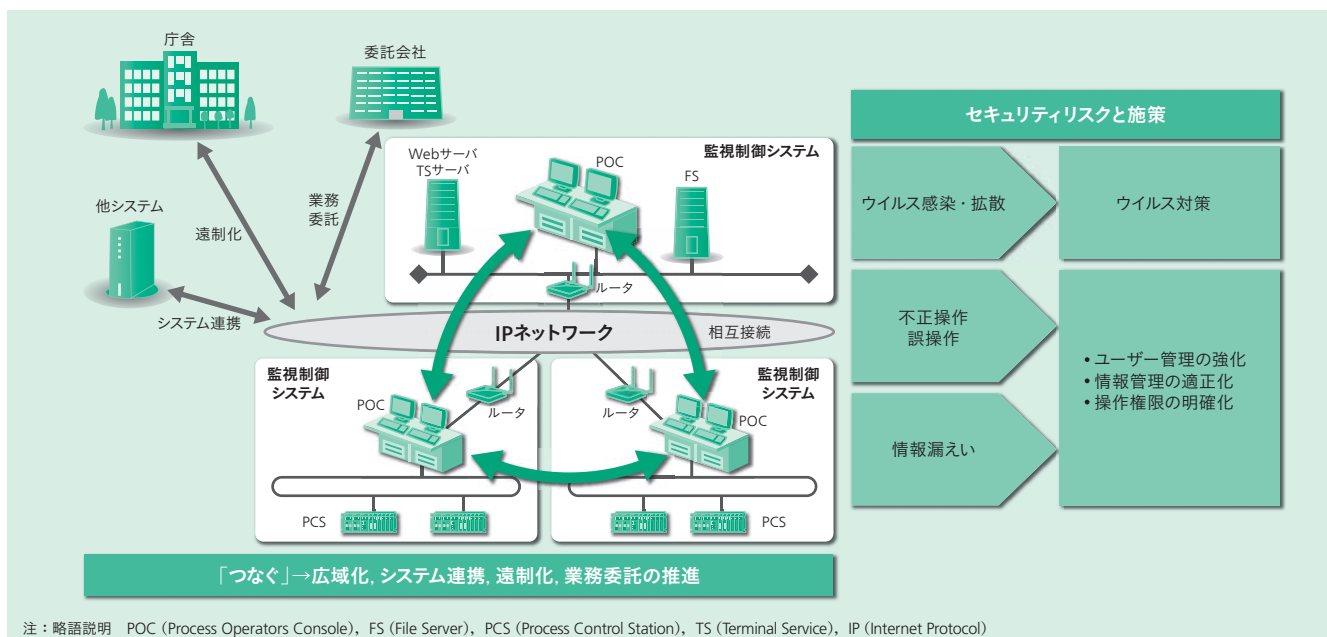 庁舎
委託会社
他システム
遠制化
業務
委託
システム連携
監視制御システム
Webサーバ
TSサーバ
POC
FS
ルータ
IPネットワーク
相互接続
監視制御
システム
POC
ルータ
PCS
監視制御
システム
ルータ
POC
PCS
「つなぐ」→広域化, システム連携, 遠制化, 業務委託の推進
セキュリティリスクと施策
ウイルス感染・拡散
ウイルス対策
不正操作
誤操作
情報漏えい
• ユーザー管理の強化
• 情報管理の適正化
• 操作権限の明確化
注：略語説明　POC (Process Operators Console), FS (File Server), PCS (Process Control Station), TS (Terminal Service), IP (Internet Protocol)